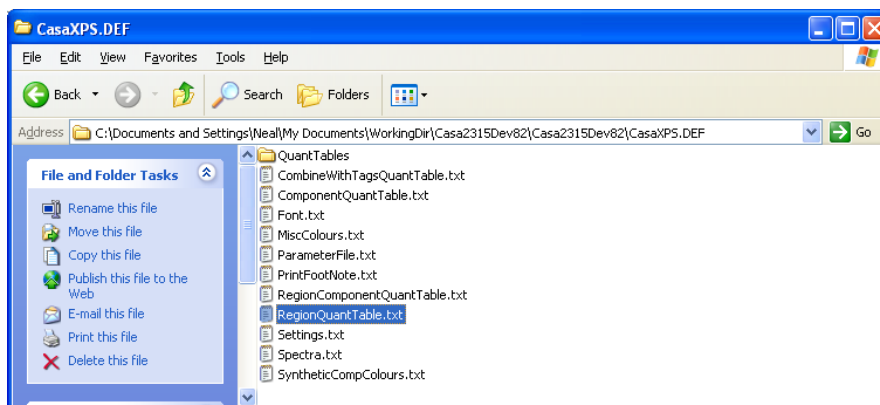 CasaXPS.DEF
File Edit View Favorites Tools Help
Back Search Folders
Address C:\Documents and Settings\Neal\My Documents\WorkingDir\Casa2315Dev82\Casa2315Dev82\CasaXPS.DEF Go
File and Folder Tasks
Rename this file
Move this file
Copy this file
Publish this file to the
Web
E-mail this file
Print this file
Delete this file
QuantTables
CombineWithTagsQuantTable.txt
ComponentQuantTable.txt
Font.txt
MiscColours.txt
ParameterFile.txt
PrintFootNote.txt
RegionComponentQuantTable.txt
RegionQuantTable.txt
Settings.txt
Spectra.txt
SyntheticCompColours.txt